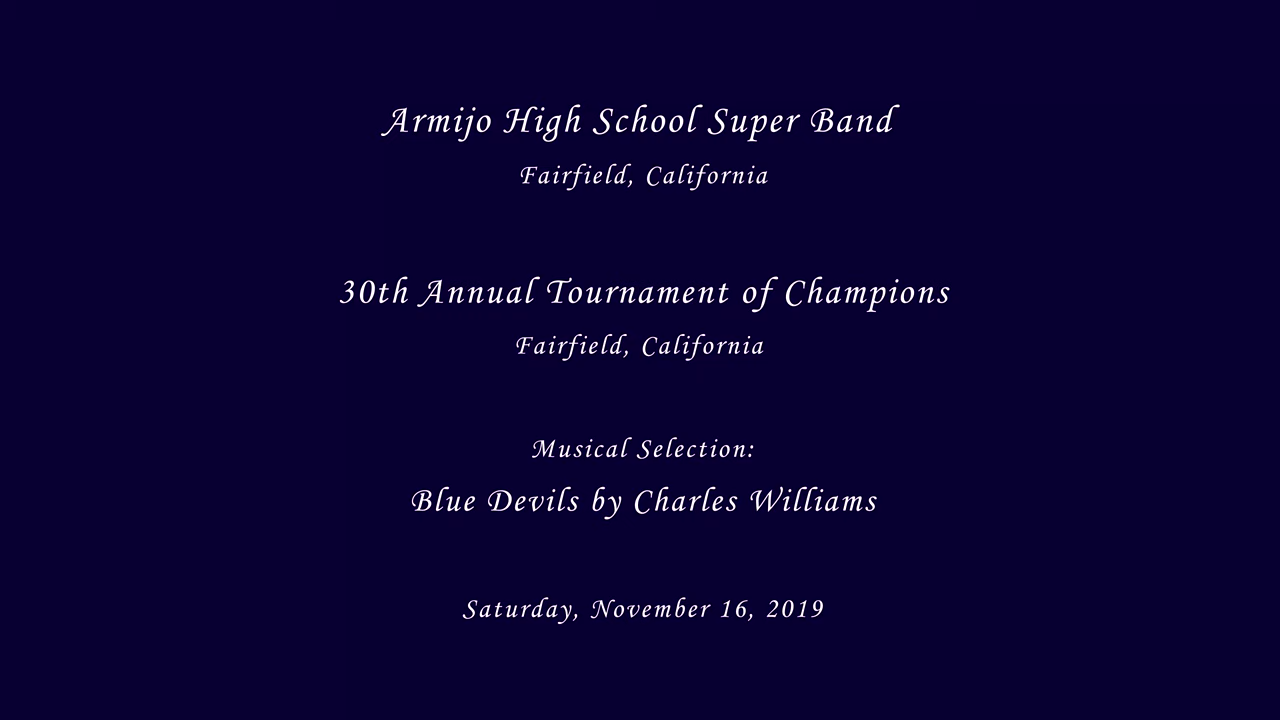 Armijo High School Super Band
Fairfield, California
30th Annual Tournament of Champions
Fairfield, California
Musical Selection:
Blue Devils by Charles Williams
Saturday, November 16, 2019